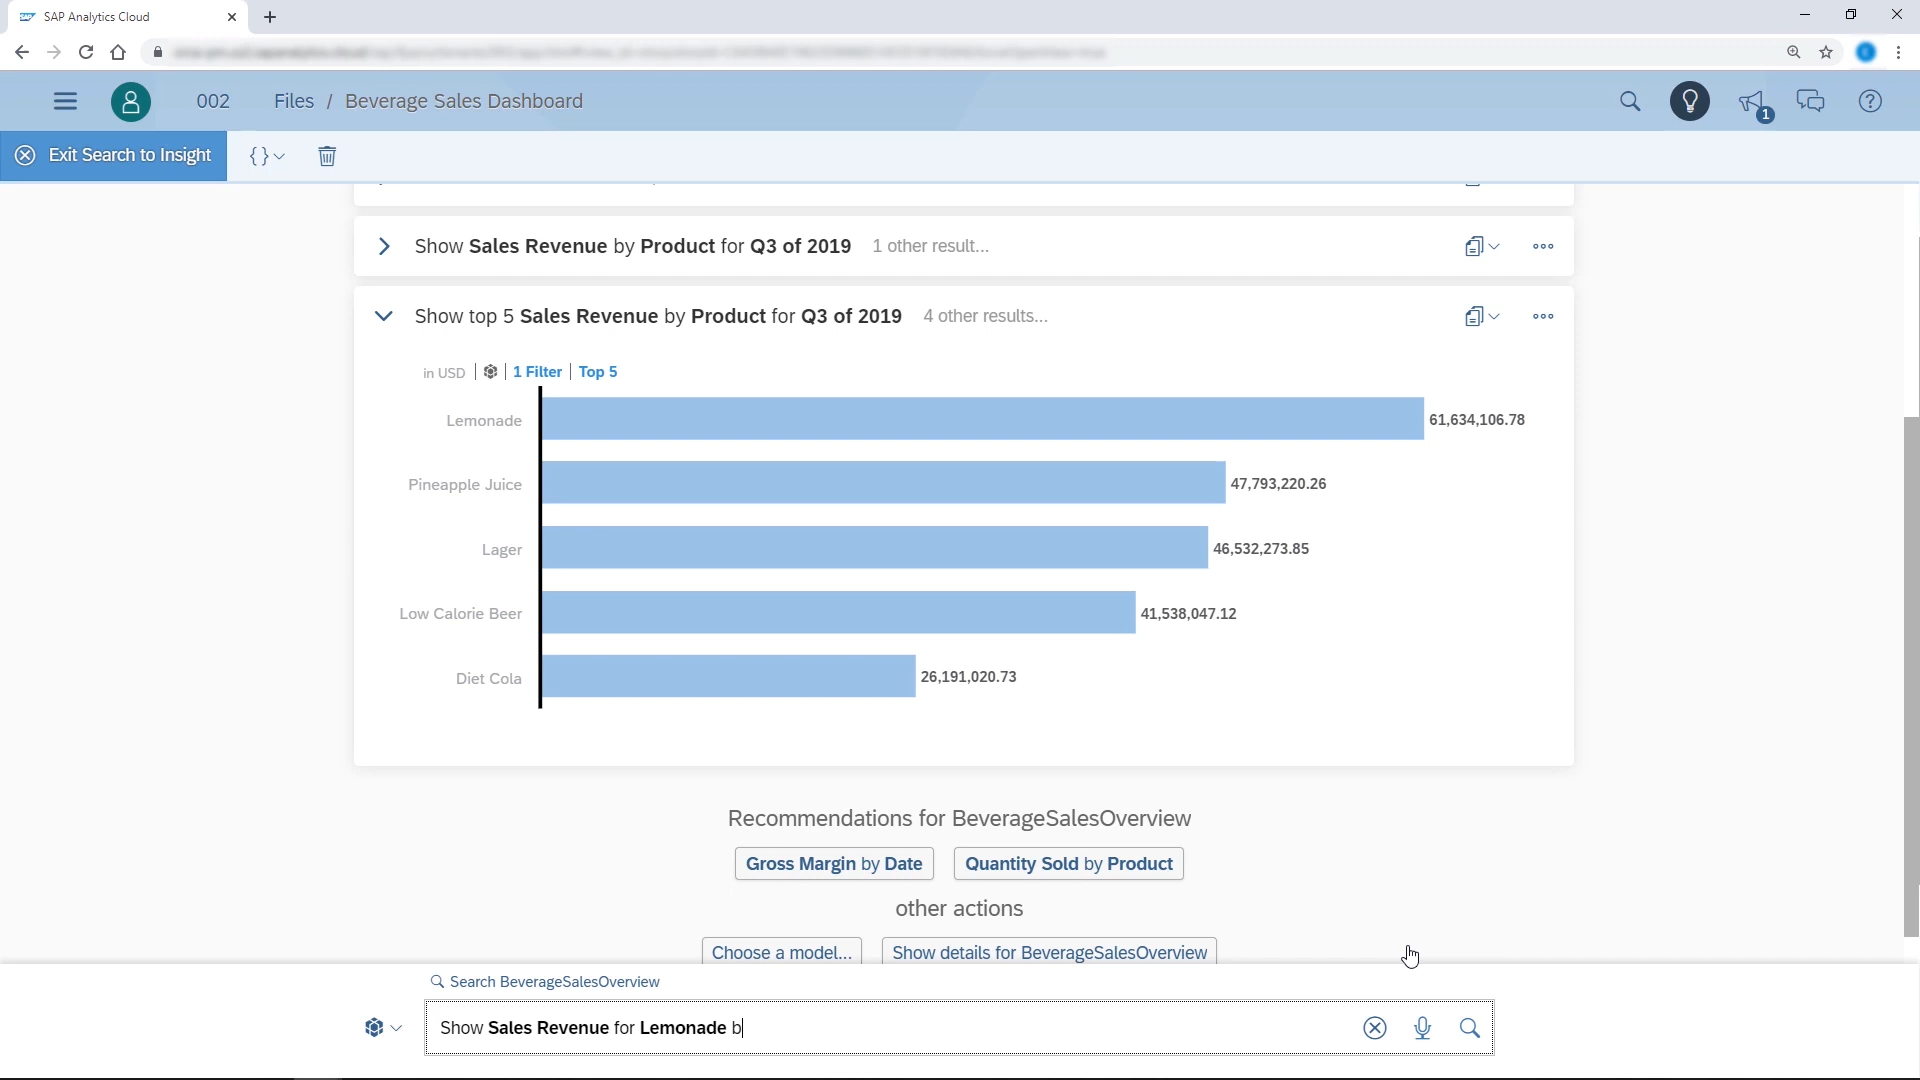 SAP Analytics Cloud
002
Files / Beverage Sales Dashboard
1
Exit Search to Insight
{ }
Show Sales Revenue by Product for Q3 of 2019 1 other result...
Show top 5 Sales Revenue by Product for Q3 of 2019 4 other results...
in USD | 1 Filter | Top 5
Lemonade 61,634,106.78
Pineapple Juice 47,793,220.26
Lager 46,532,273.85
Low Calorie Beer 41,538,047.12
Diet Cola 26,191,020.73
Recommendations for BeverageSalesOverview
Gross Margin by Date Quantity Sold by Product
other actions
Choose a model... Show details for BeverageSalesOverview
Search BeverageSalesOverview
Show Sales Revenue for Lemonade b